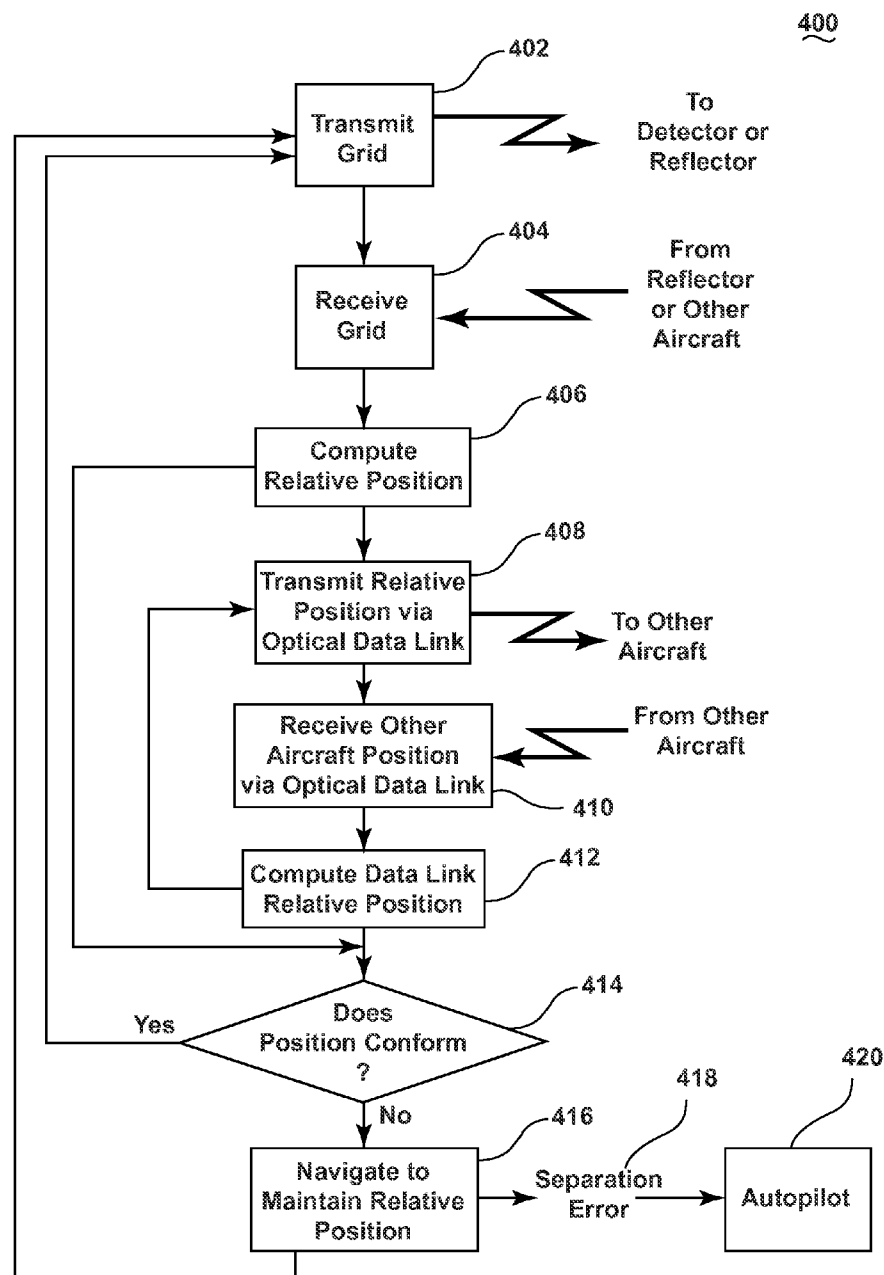 400
402
Transmit
Grid
To
Detector or
Reflector
404
Receive
Grid
From
Reflector
or Other
Aircraft
406
Compute
Relative Position
408
Transmit Relative
Position via
Optical Data Link
To Other
Aircraft
Receive Other
Aircraft Position
via Optical Data Link
From Other
Aircraft
410
412
Compute Data Link
Relative Position
414
Yes
Does
Position Conform
?
No
416
Navigate to
Maintain Relative
Position
418
Separation
Error
420
Autopilot